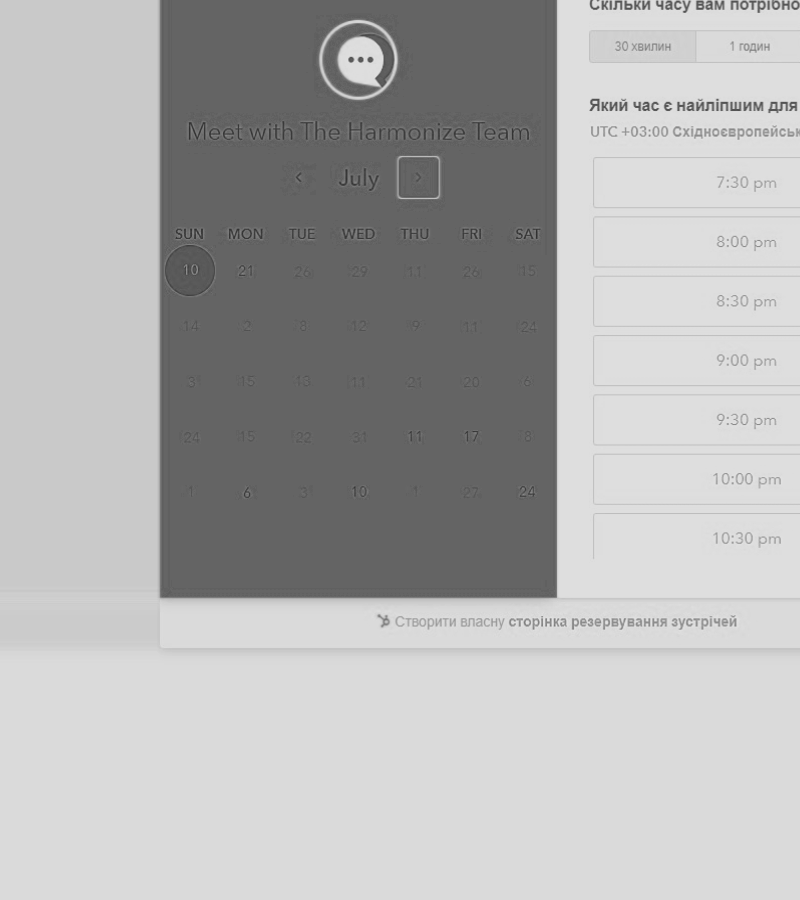 Meet with The Harmonize Team
July
SUN MON TUE WED THU FRI SAT
10 21 26 29 11 26 15
14 2 8 12 9 11 24
3 15 13 11 21 20 6
24 15 22 31 11 17 8
1 6 3 10 1 27 24
Скільки часу вам потрібно
30 хвилин 1 годин
Який час є найліпшим для
UTC +03:00
7:30 pm
8:00 pm
8:30 pm
9:00 pm
9:30 pm
10:00 pm
10:30 pm
Створити власну сторінка резервування зустрічей